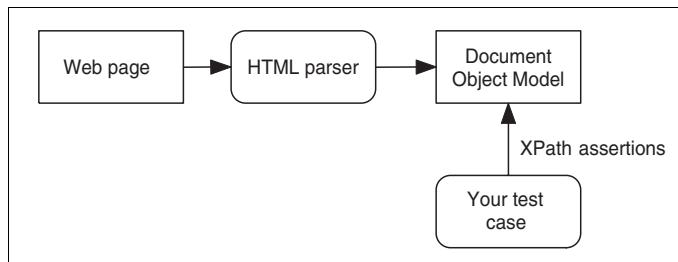 Web page
HTML parser
Document
Object Model
XPath assertions
Your test
case